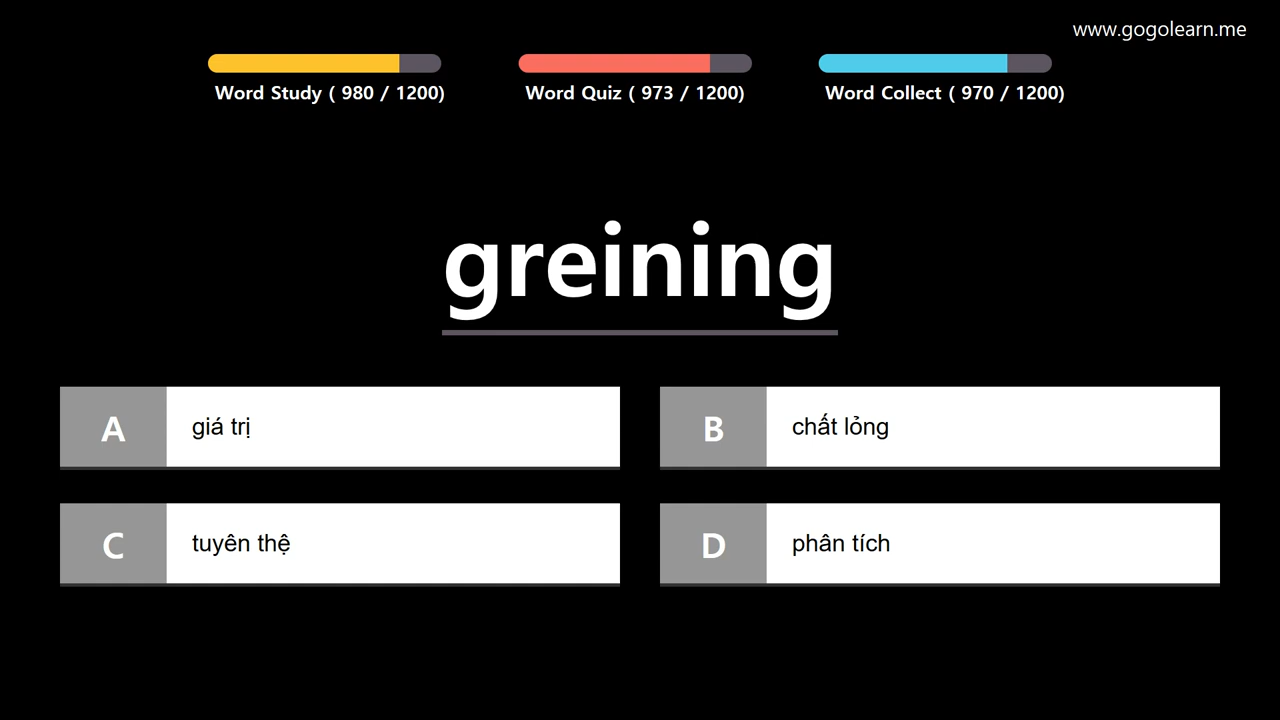 www.gogolearn.me
Word Study ( 980 / 1200)
Word Quiz ( 973 / 1200)
Word Collect ( 970 / 1200)
greining
A
giá trị
B
chất lỏng
C
tuyên thệ
D
phân tích